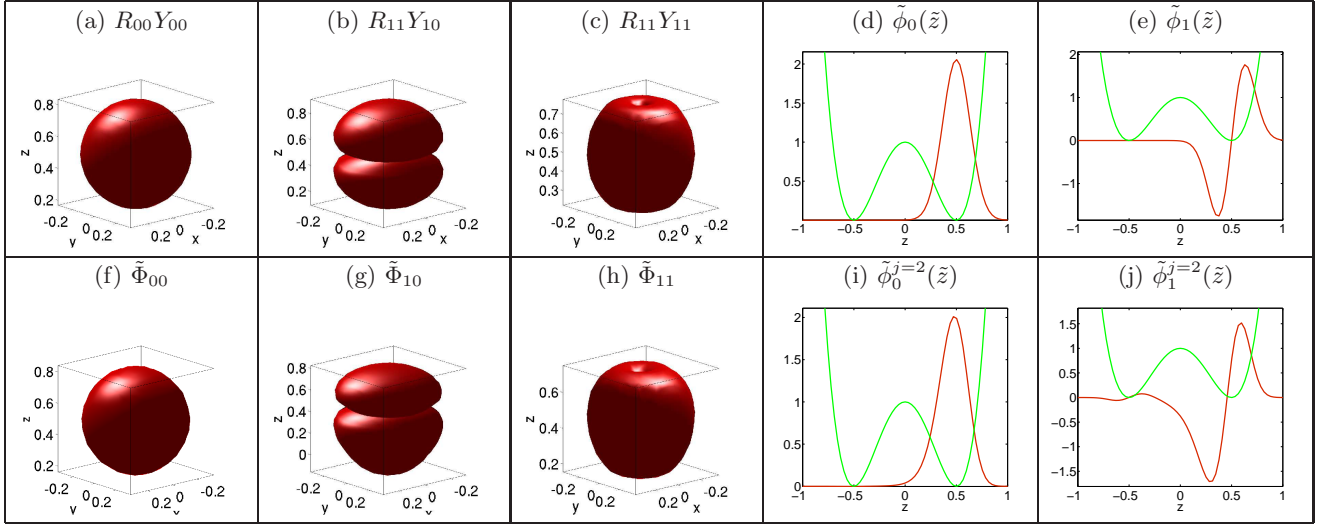 (a) R₀₀Y₀₀
0.8
0.6
0.4
0.2
z
-0.2
0
0.2
y
0.2
0
-0.2
x
(b) R₁₁Y₁₀
0.8
0.6
0.4
0.2
z
-0.2
0
0.2
y
0.2
0
-0.2
x
(c) R₁₁Y₁₁
0.7
0.6
0.5
0.4
0.3
z
-0.2
0
0.2
y
0.2
0
-0.2
x
(d) ϕ̃₀(z̃)
2
1.5
1
0.5
-1 -0.5 0 0.5 1
z
(e) ϕ̃₁(z̃)
2
1
0
-1
-1 -0.5 0 0.5 1
z
(f) Φ̃₀₀
0.8
0.6
0.4
0.2
z
-0.2
0
0.2
y
0.2
0
-0.2
x
(g) Φ̃₁₀
0.8
0.6
0.4
0.2
0
z
-0.2
0
0.2
y
0.2
0
-0.2
x
(h) Φ̃₁₁
0.6
0.4
0.2
z
-0.2
0
0.2
y
0.2
0
-0.2
x
(i) ϕ̃₀ʲ⁼²(z̃)
2
1.5
1
0.5
0
-1 -0.5 0 0.5 1
z
(j) ϕ̃₁ʲ⁼²(z̃)
1.5
1
0.5
0
-0.5
-1
-1.5
-1 -0.5 0 0.5 1
z